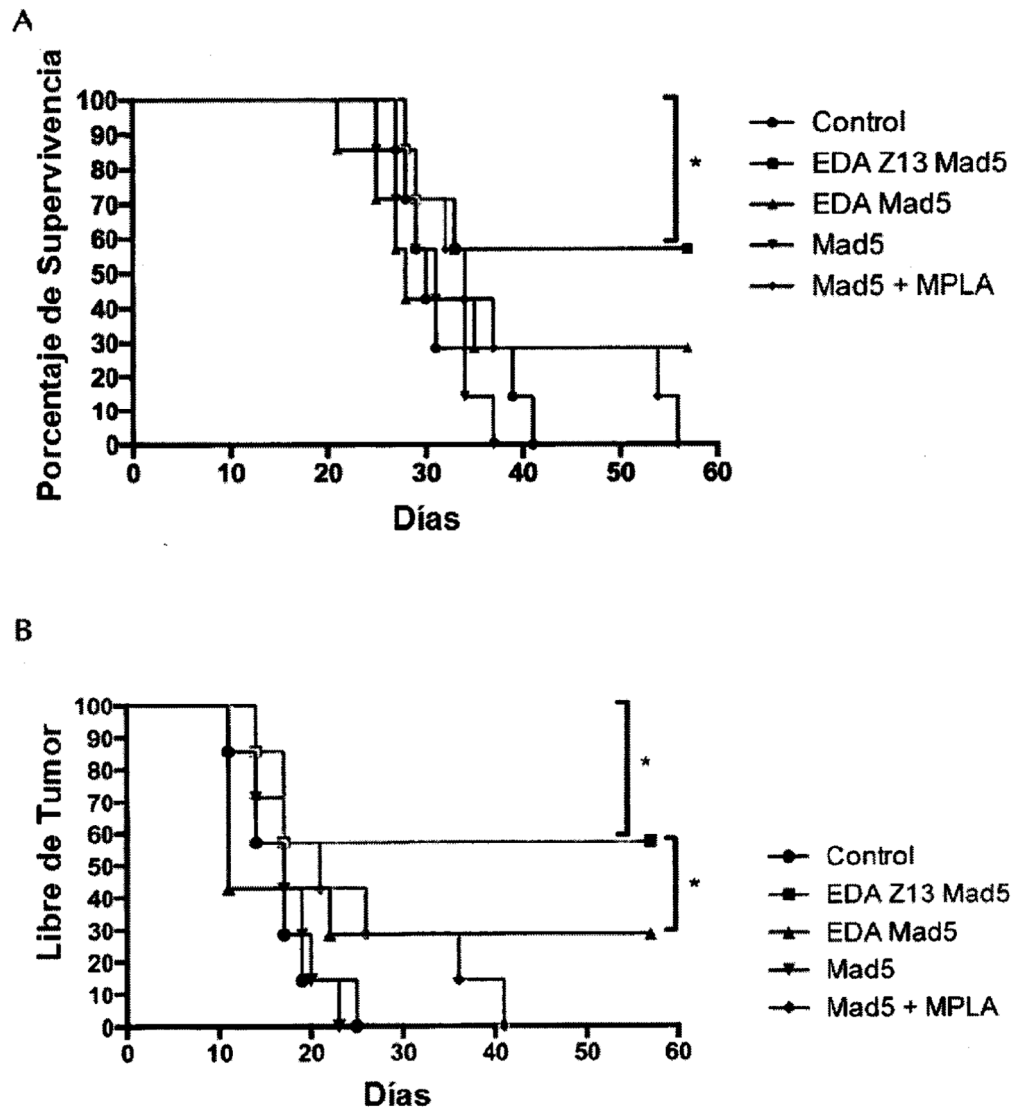 A
Porcentaje de Supervivencia
100
90
80
70
60
50
40
30
20
10
0
0 10 20 30 40 50 60
Días
*
Control
EDA Z13 Mad5
EDA Mad5
Mad5
Mad5 + MPLA
B
Libre de Tumor
100
90
80
70
60
50
40
30
20
10
0
0 10 20 30 40 50 60
Días
*
*
Control
EDA Z13 Mad5
EDA Mad5
Mad5
Mad5 + MPLA